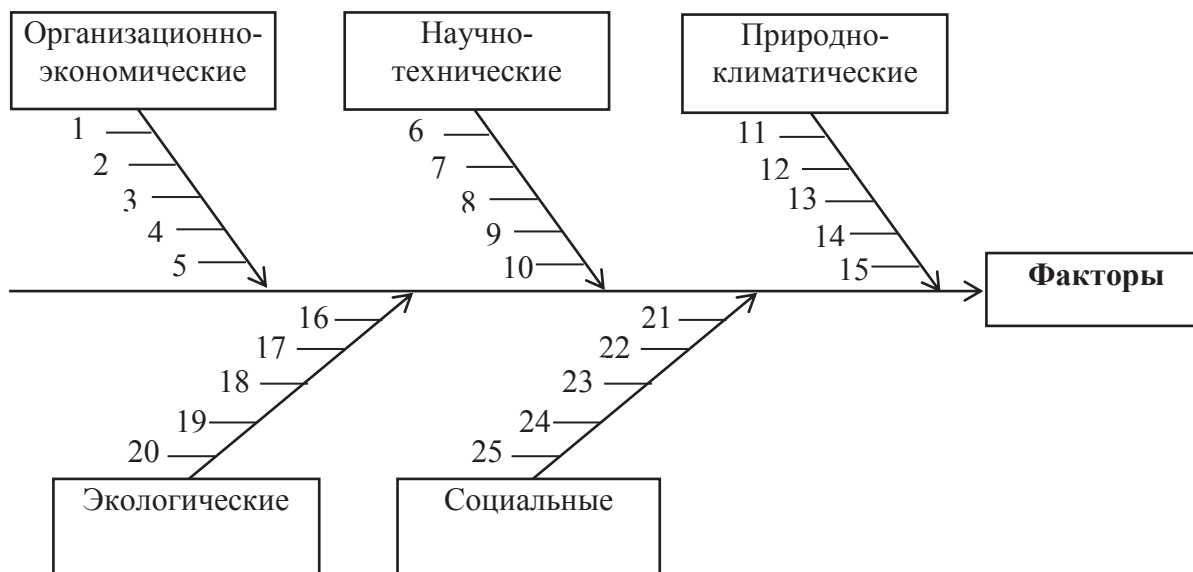 Организационно-
экономические
Научно-
технические
Природно-
климатические
1
2
3
4
5
6
7
8
9
10
11
12
13
14
15
Факторы
16
17
18
19
20
21
22
23
24
25
Экологические
Социальные